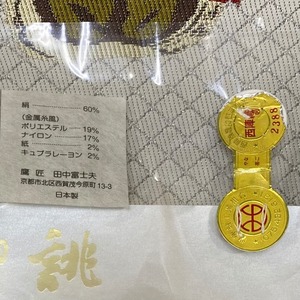 絹 60%
(金属糸風)
ポリエステル 19%
ナイロン 17%
紙 2%
キュプラレーヨン 2%
鷹匠 田中富士夫
京都市北区西賀茂今原町13-3
日本製
西陣
2388
誂